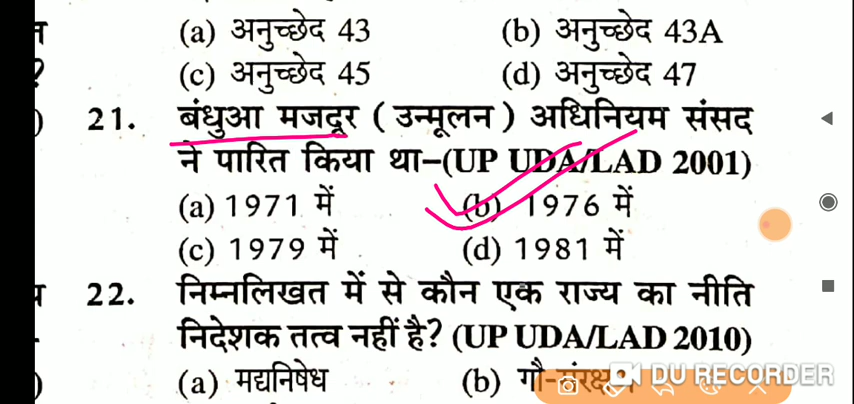 त
(a) अनुच्छेद 43 (b) अनुच्छेद 43A
?
(c) अनुच्छेद 45 (d) अनुच्छेद 47
) 21. बंधुआ मजदूर ( उन्मूलन ) अधिनियम संसद
ने पारित किया था–(UP UDA/LAD 2001)
(a) 1971 में (b) 1976 में
(c) 1979 में (d) 1981 में
22. निम्नलिखत में से कौन एक राज्य का नीति
निदेशक तत्व नहीं है? (UP UDA/LAD 2010)
) (a) मद्यनिषेध (b) गौ-संरक्षण
DU RECORDER